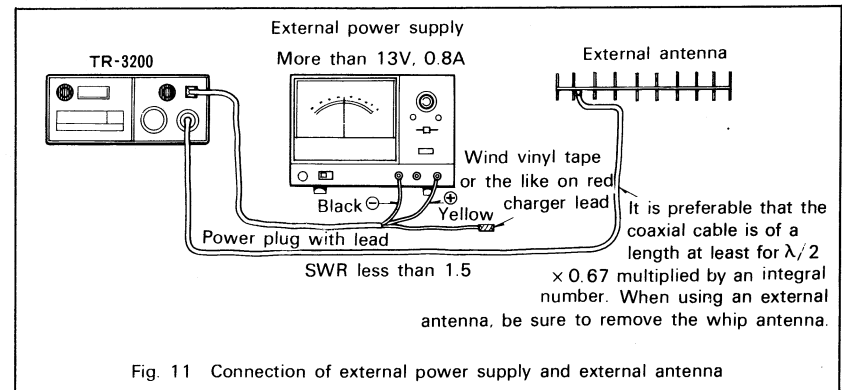 External power supply
TR-3200
More than 13V, 0.8A
External antenna
Wind vinyl tape
or the like on red
charger lead
Black ⊖
⊕
Yellow
Power plug with lead
SWR less than 1.5
It is preferable that the
coaxial cable is of a
length at least for λ/2
× 0.67 multiplied by an integral
number. When using an external
antenna, be sure to remove the whip antenna.
Fig. 11 Connection of external power supply and external antenna